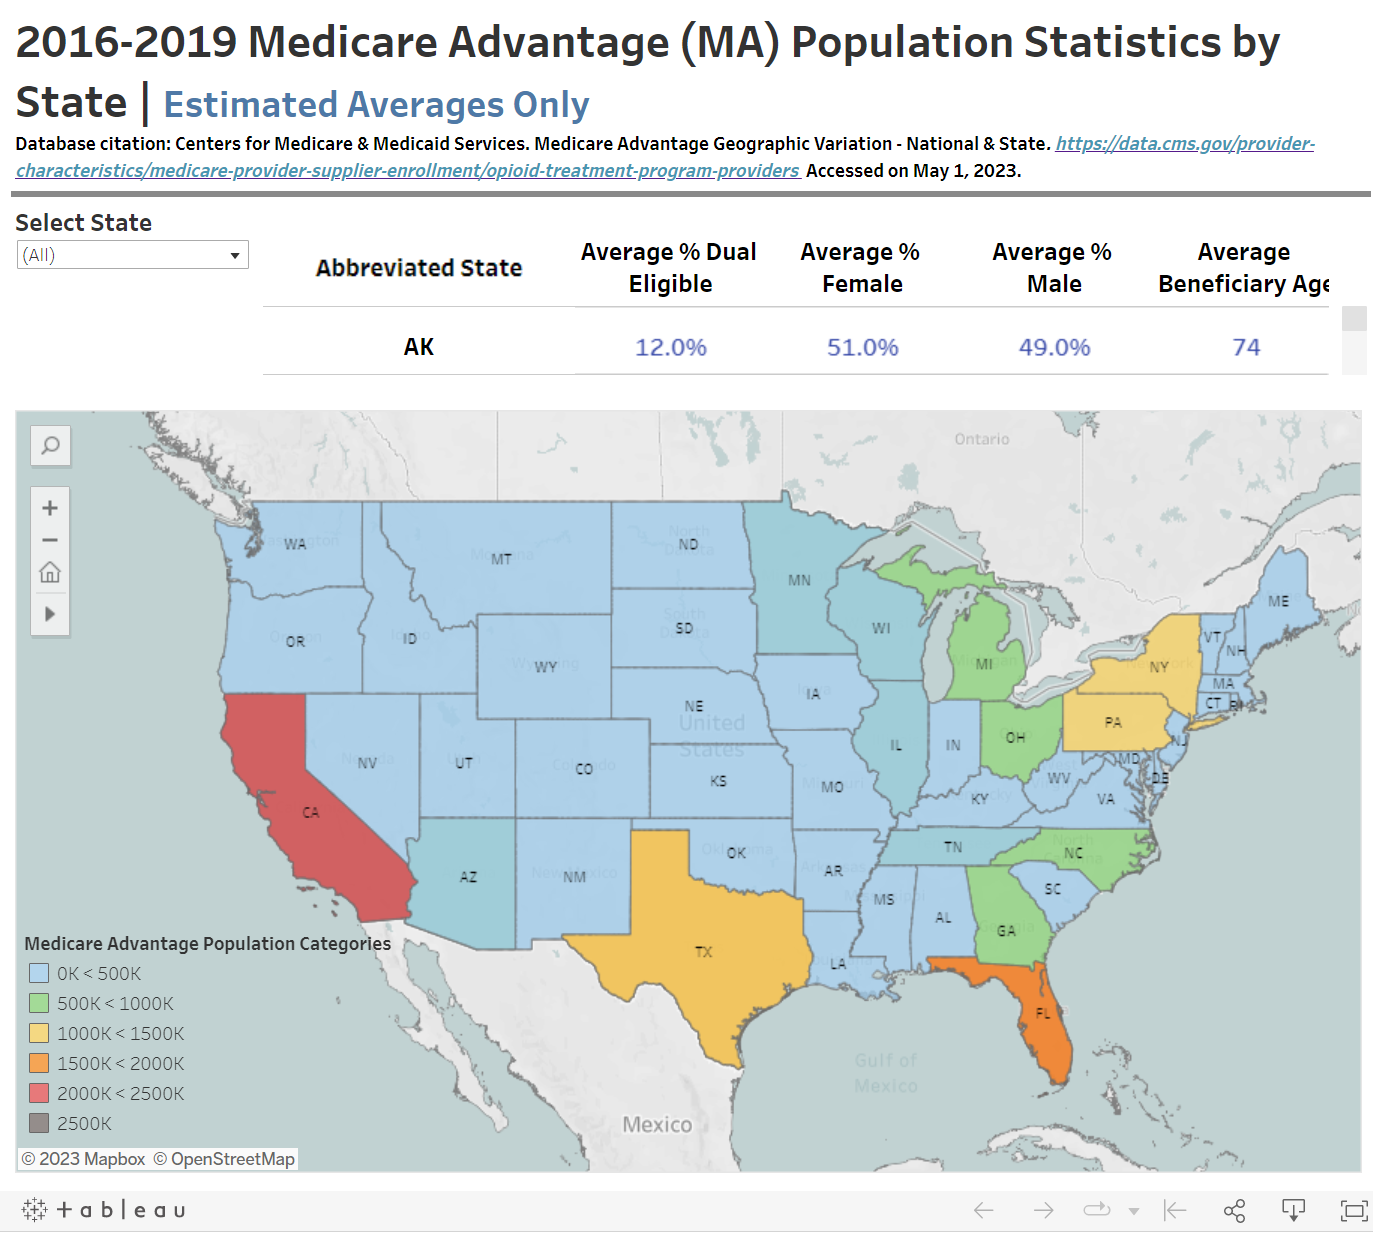 2016-2019 Medicare Advantage (MA) Population Statistics by
State | Estimated Averages Only
Database citation: Centers for Medicare & Medicaid Services. Medicare Advantage Geographic Variation - National & State. https://data.cms.gov/provider-
characteristics/medicare-provider-supplier-enrollment/opioid-treatment-program-providers Accessed on May 1, 2023.
Select State
(All)
Abbreviated State
Average % Dual
Eligible
Average %
Female
Average %
Male
Average
Beneficiary Age
AK 12.0% 51.0% 49.0% 74
Ontario
WA
MT
North
ND
MN
ME
OR
ID
South
SD
WI
VT
NH
WY
MI
NY
MA
CT
RI
NE
IA
PA
United
States
NV
UT
CO
KS
MO
IL
IN
OH
NJ
MD
DE
WV
VA
KY
CA
AZ
NM
OK
AR
TN
North
NC
SC
MS
AL
GA
TX
LA
FL
Gulf of
Mexico
Mexico
Medicare Advantage Population Categories
0K < 500K
500K < 1000K
1000K < 1500K
1500K < 2000K
2000K < 2500K
2500K
© 2023 Mapbox © OpenStreetMap
+ableau